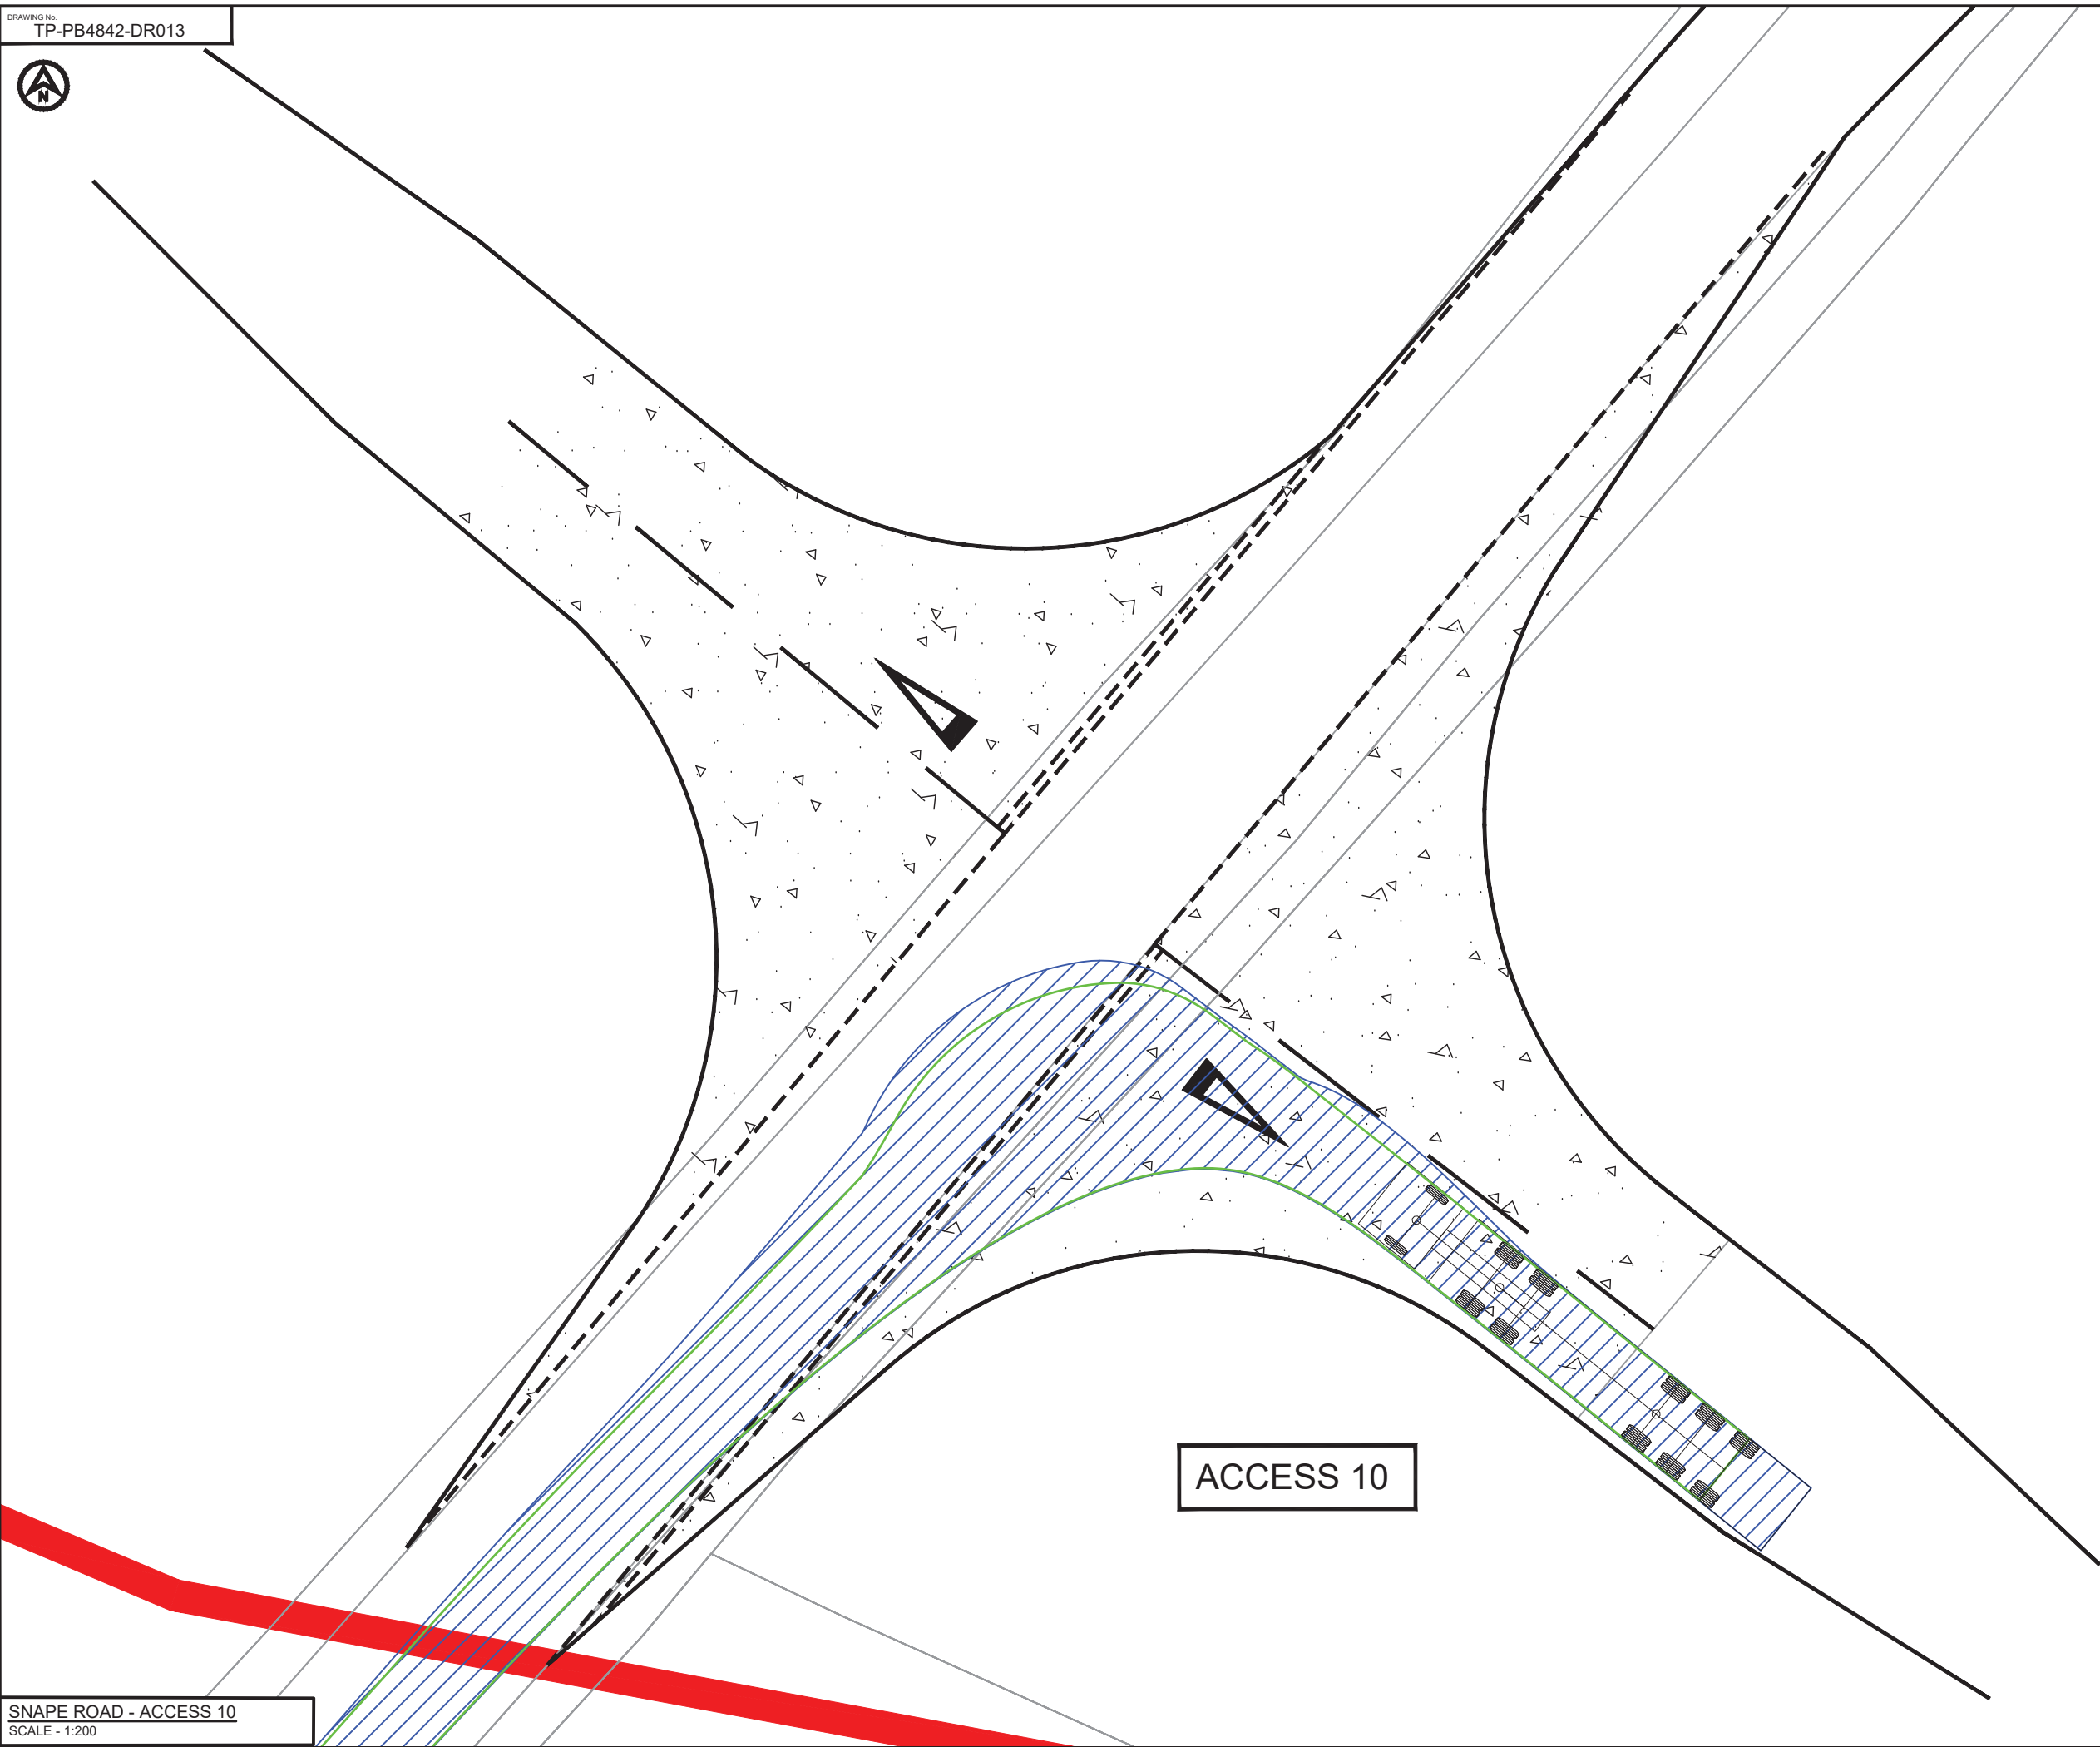 DRAWING No.
TP-PB4842-DR013
N
ACCESS 10
SNAPE ROAD - ACCESS 10
SCALE - 1:200